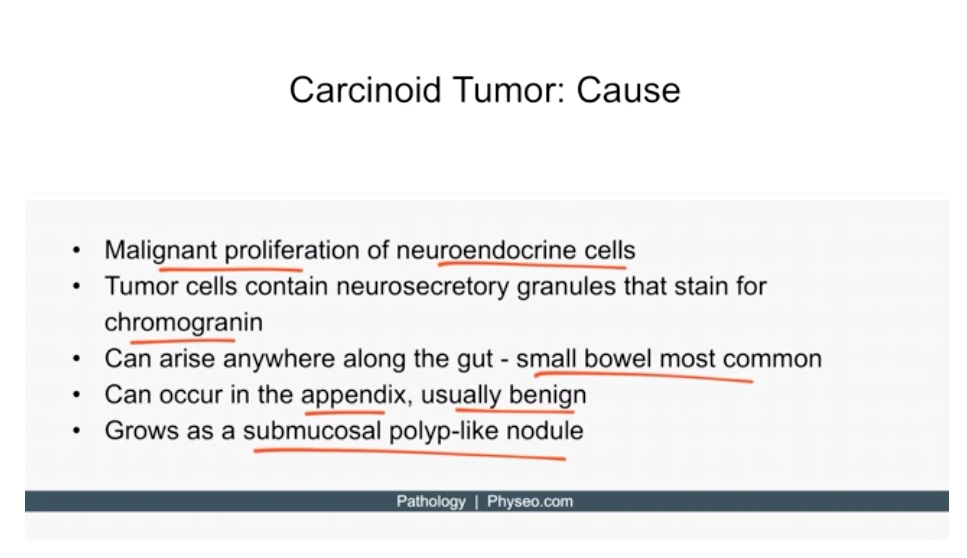 Carcinoid Tumor: Cause
• Malignant proliferation of neuroendocrine cells
• Tumor cells contain neurosecretory granules that stain for
chromogranin
• Can arise anywhere along the gut - small bowel most common
• Can occur in the appendix, usually benign
• Grows as a submucosal polyp-like nodule
Pathology | Physeo.com